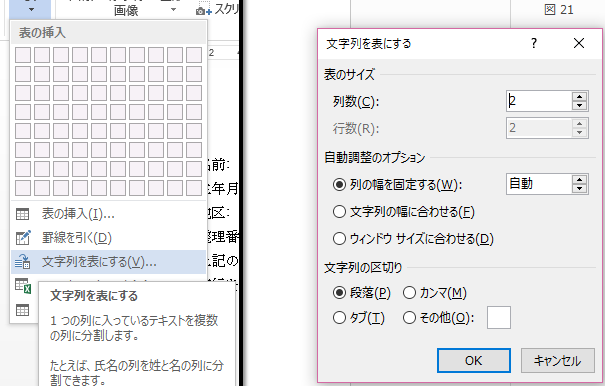 画像
スクリ
表の挿入
表の挿入(I)...
罫線を引く(D)
文字列を表にする(V)...
文字列を表にする
1 つの列に入っているテキストを複数
の列に分割します。
たとえば、氏名の列を姓と名の列に分
割できます。
2
名前:
年月
地区:
整理番
上記の
図 21
文字列を表にする
? ×
表のサイズ
列数(C): 2
行数(R): 2
自動調整のオプション
列の幅を固定する(W): 自動
文字列の幅に合わせる(F)
ウィンドウ サイズに合わせる(D)
文字列の区切り
段落(P) カンマ(M)
タブ(T) その他(O):
OK キャンセル